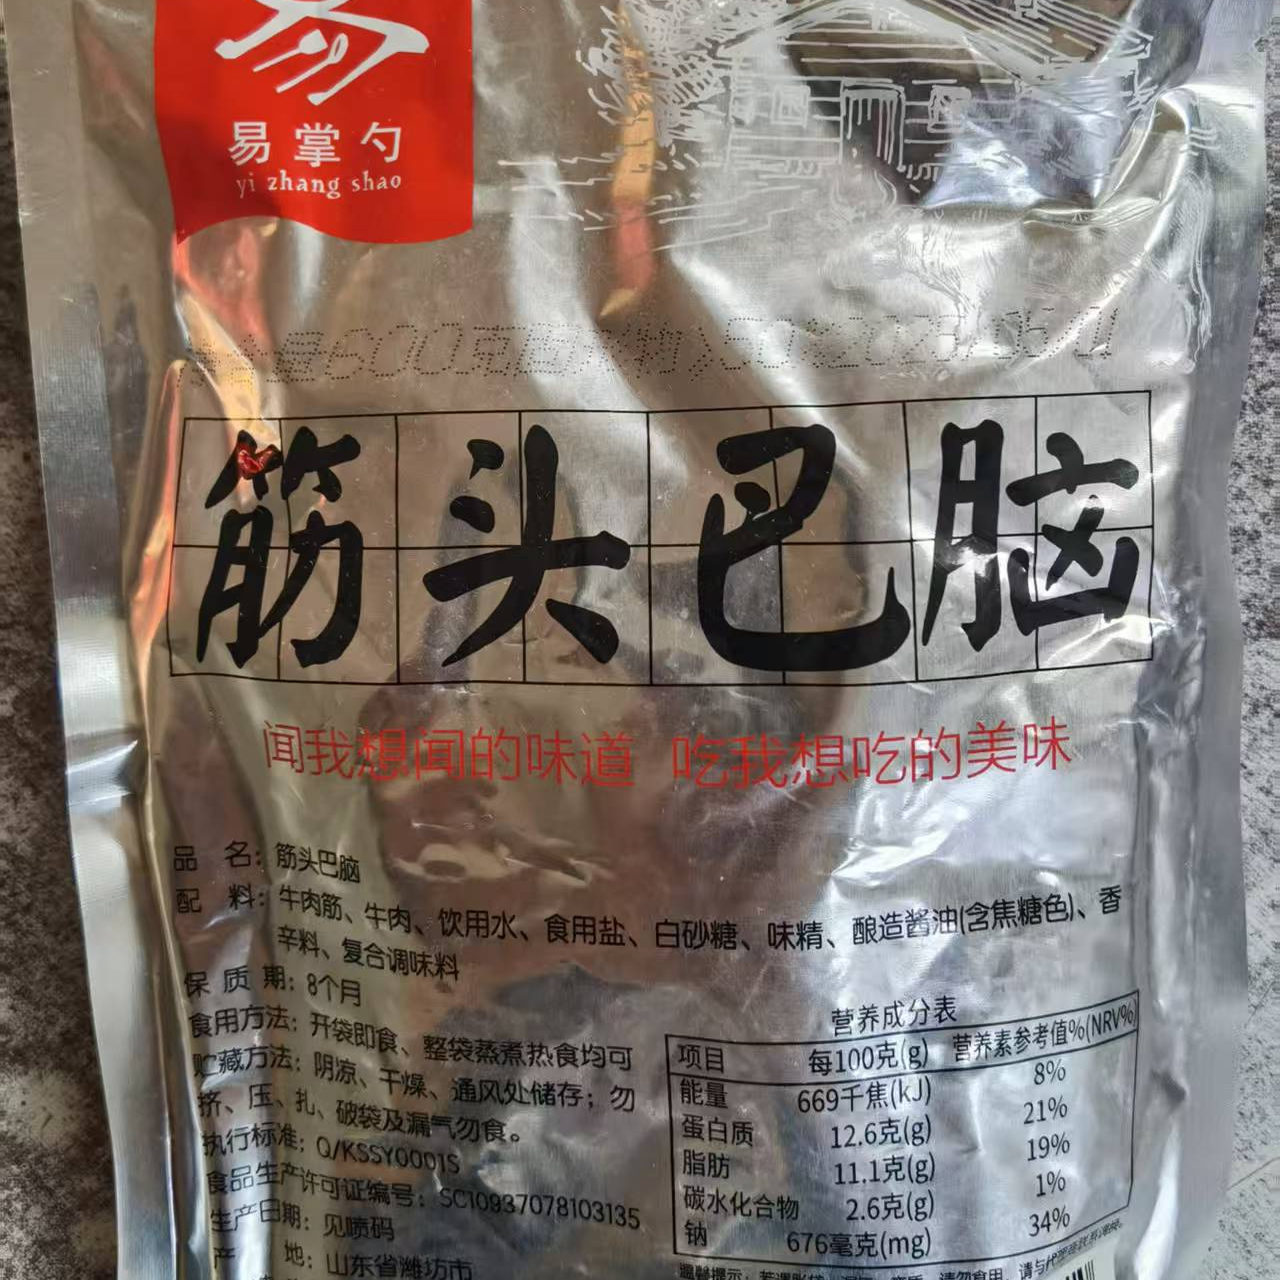 易掌勺
yi zhang shao
筋头巴脑
闻我想闻的味道 吃我想吃的美味
品 名：筋头巴脑
配 料：牛肉筋、牛肉、饮用水、食用盐、白砂糖、味精、酿造酱油(含焦糖色)、香
辛料、复合调味料
保 质 期：8个月
食用方法：开袋即食、整袋蒸煮热食均可
贮藏方法：阴凉、干燥、通风处储存；勿
挤、压、扎、破袋及漏气勿食。
执行标准：Q/KSSY0001S
食品生产许可证编号：SC10937078103135
生产日期：见喷码
产 地：山东省潍坊市
营养成分表
项目 每100克(g) 营养素参考值%(NRV%)
能量 669千焦(kJ) 8%
蛋白质 12.6克(g) 21%
脂肪 11.1克(g) 19%
碳水化合物 2.6克(g) 1%
钠 676毫克(mg) 34%